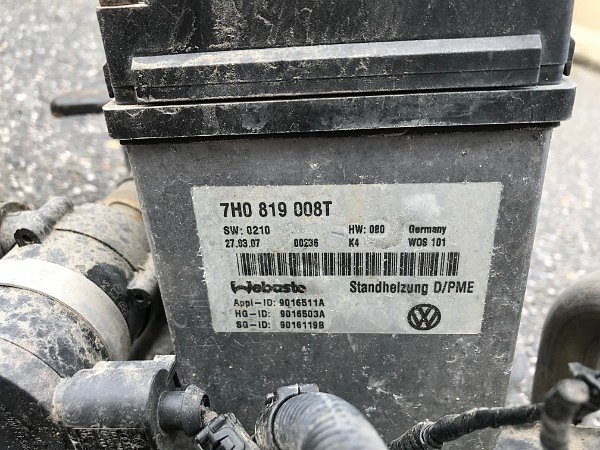 7H0 819 008T
SW: 0210 HW: 080 Germany
27.03.07 00236 K4 W0S 101
Webasto Standheizung D/PME
Appl-ID: 9016511A
HG-ID: 9016503A
SG-ID: 9016119B